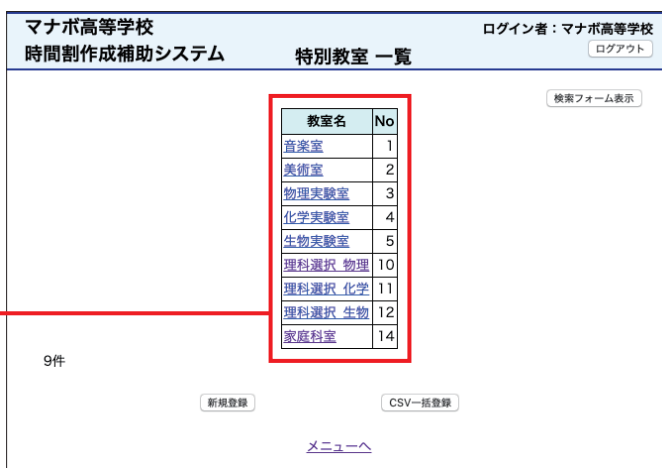 マナボ高等学校
時間割作成補助システム
特別教室 一覧
ログイン者：マナボ高等学校
ログアウト
検索フォーム表示
教室名 No
音楽室 1
美術室 2
物理実験室 3
化学実験室 4
生物実験室 5
理科選択 物理 10
理科選択 化学 11
理科選択 生物 12
家庭科室 14
9件
新規登録 CSV一括登録
メニューへ